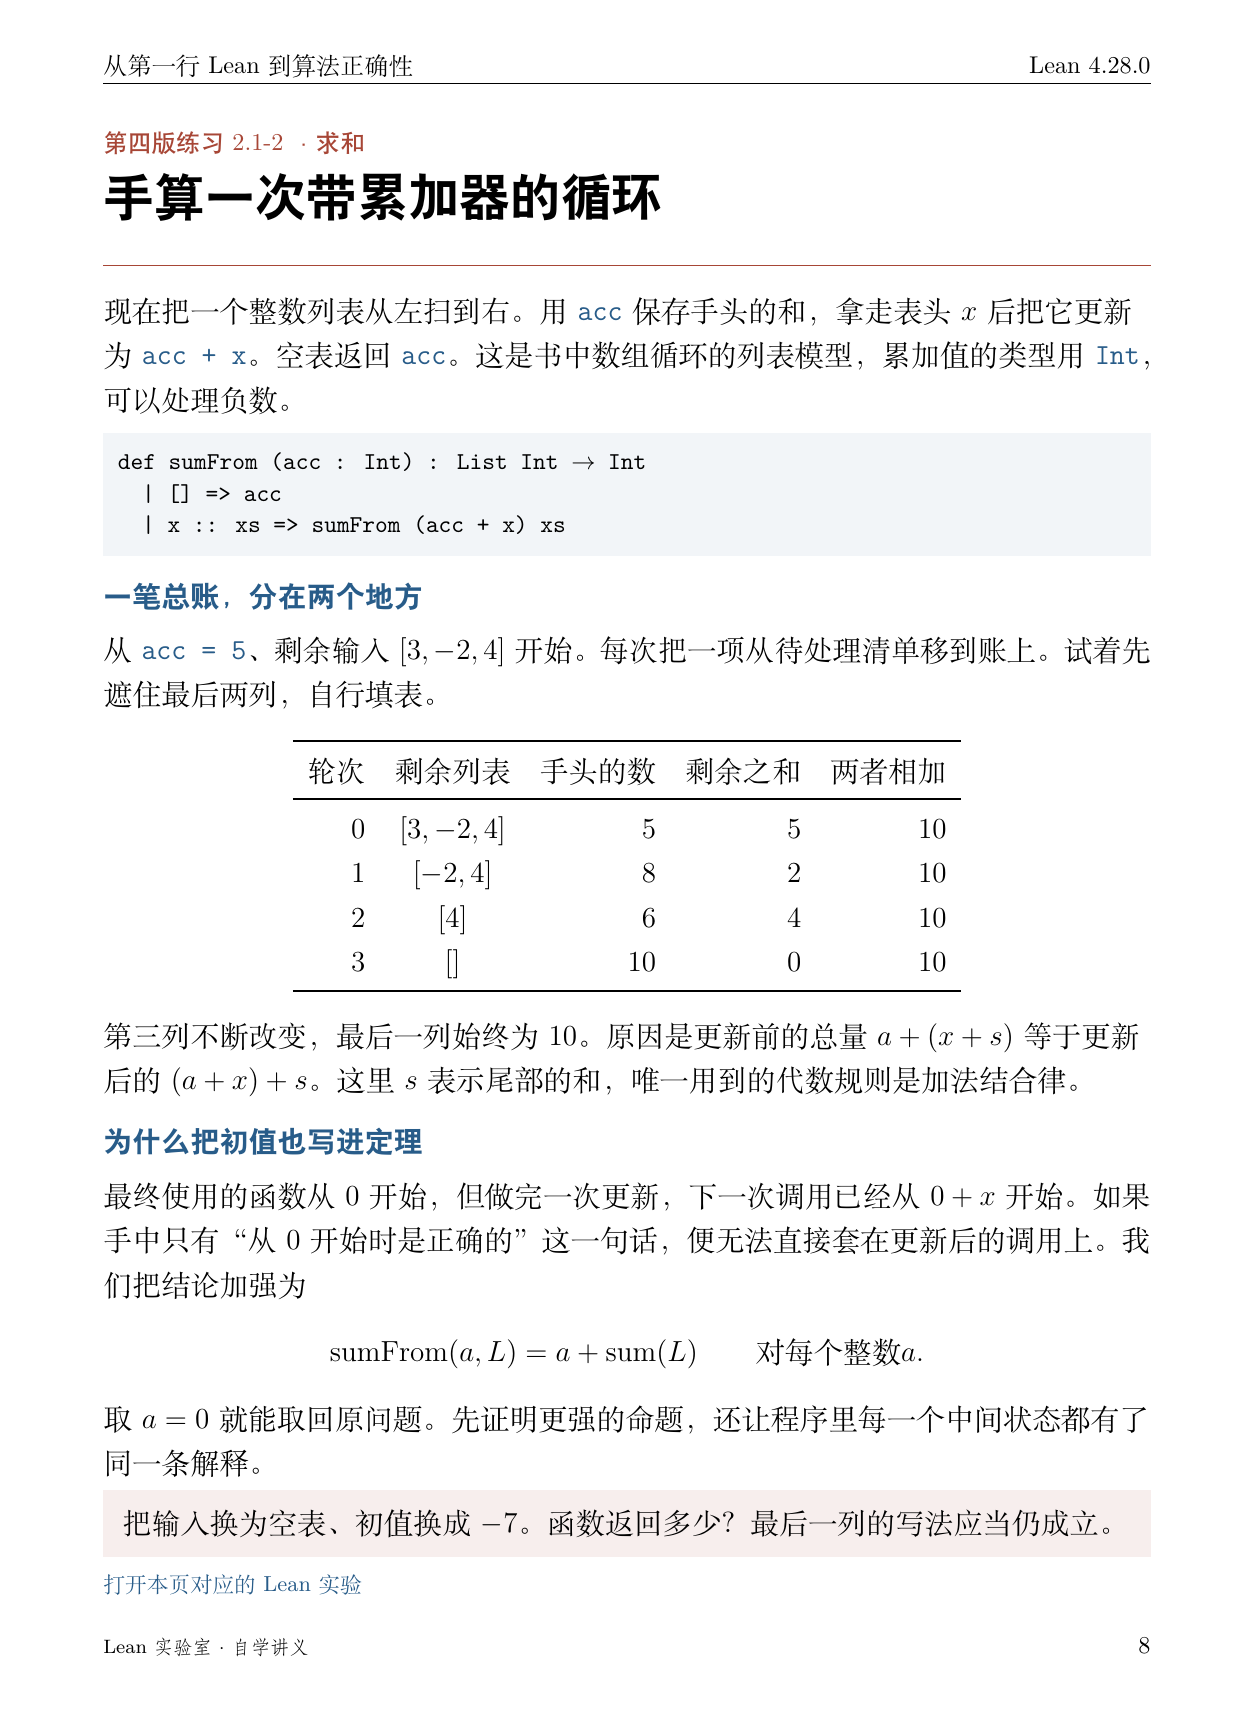 从第一行 Lean 到算法正确性 Lean 4.28.0
第四版练习 2.1-2 · 求和
手算一次带累加器的循环
现在把一个整数列表从左扫到右。用 acc 保存手头的和，拿走表头 x 后把它更新
为 acc + x。空表返回 acc。这是书中数组循环的列表模型，累加值的类型用 Int，
可以处理负数。
def sumFrom (acc : Int) : List Int → Int
| [] => acc
| x :: xs => sumFrom (acc + x) xs
一笔总账，分在两个地方
从 acc = 5、剩余输入 [3, −2, 4] 开始。每次把一项从待处理清单移到账上。试着先
遮住最后两列，自行填表。
轮次 剩余列表 手头的数 剩余之和 两者相加
0 [3, −2, 4] 5 5 10
1 [−2, 4] 8 2 10
2 [4] 6 4 10
3 [] 10 0 10
第三列不断改变，最后一列始终为 10。原因是更新前的总量 a + (x + s) 等于更新
后的 (a + x) + s。这里 s 表示尾部的和，唯一用到的代数规则是加法结合律。
为什么把初值也写进定理
最终使用的函数从 0 开始，但做完一次更新，下一次调用已经从 0 + x 开始。如果
手中只有“从 0 开始时是正确的”这一句话，便无法直接套在更新后的调用上。我
们把结论加强为
sumFrom(a, L) = a + sum(L) 对每个整数a.
取 a = 0 就能取回原问题。先证明更强的命题，还让程序里每一个中间状态都有了
同一条解释。
把输入换为空表、初值换成 −7。函数返回多少？最后一列的写法应当仍成立。
打开本页对应的 Lean 实验
Lean 实验室 · 自学讲义 8